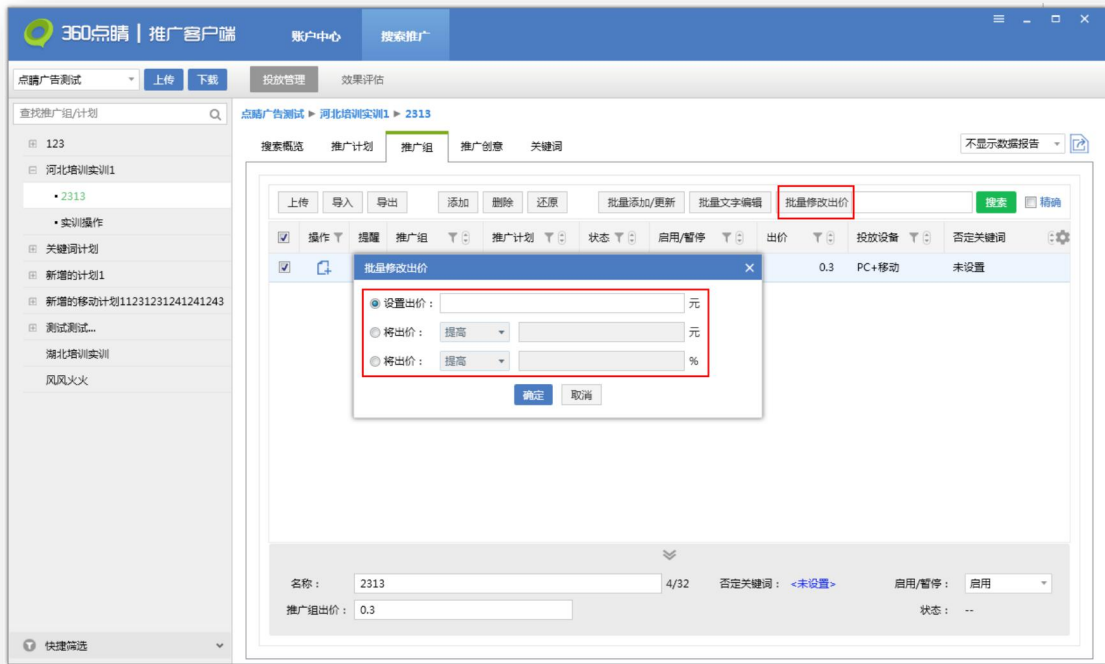 360点睛 | 推广客户端 账户中心 搜索推广
点睛广告测试 上传 下载 投放管理 效果评估
查找推广组/计划
点睛广告测试 ▶ 河北培训实训1 ▶ 2313
123
河北培训实训1
• 2313
• 实训操作
关键词计划
新增的计划1
新增的移动计划11231231241241243
测试测试...
湖北培训实训
风风火火
快捷筛选
搜索概览 推广计划 推广组 推广创意 关键词 不显示数据报告
上传 导入 导出 添加 删除 还原 批量添加/更新 批量文字编辑 批量修改出价 搜索 精确
操作 提醒 推广组 推广计划 状态 启用/暂停 出价 投放设备 否定关键词
0.3 PC+移动 未设置
批量修改出价
设置出价： 元
将出价： 提高 元
将出价： 提高 %
确定 取消
名称： 2313 4/32 否定关键词： <未设置> 启用/暂停： 启用
推广组出价： 0.3 状态： --